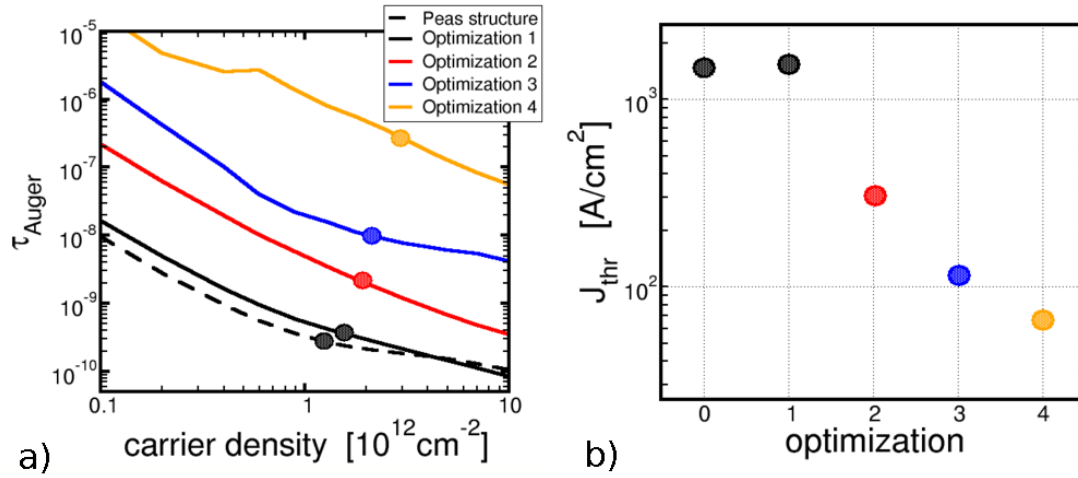 Peas structure
Optimization 1
Optimization 2
Optimization 3
Optimization 4
10^-5
10^-6
10^-7
10^-8
10^-9
10^-10
τ_Auger
0.1 1 10
carrier density [10^12cm^-2]
a)
10^3
10^2
J_thr [A/cm^2]
0 1 2 3 4
optimization
b)